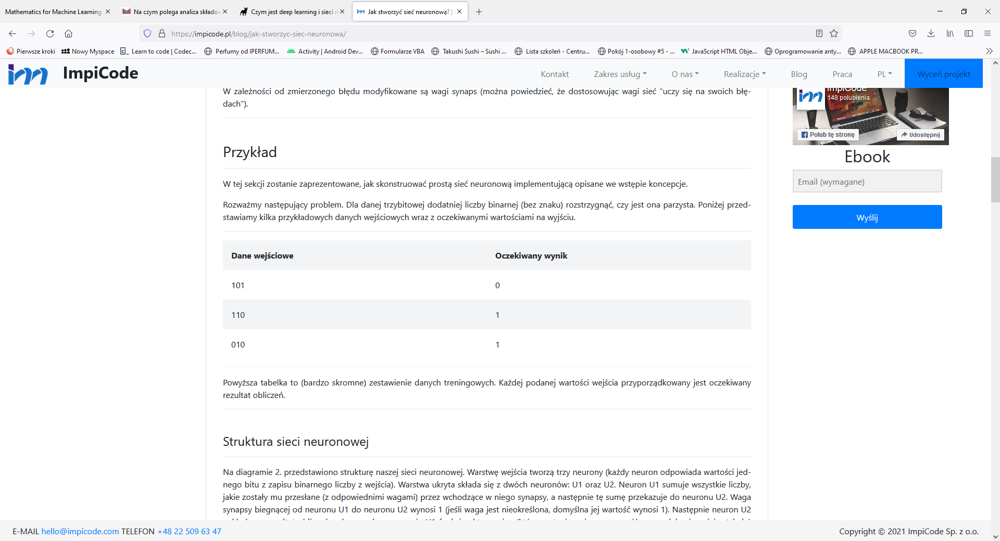 Mathematics for Machine Learning
Na czym polega analiza składow
Czym jest deep learning i sieci n
Jak stworzyć sieć neuronową? |
https://impicode.pl/blog/jak-stworzyc-siec-neuronowa/
Pierwsze kroki
Nowy Myspace
Learn to code | Codec...
Perfumy od IPERFUM...
Activity | Android Dev...
Formularze VBA
Takushi Sushi – Sushi ...
Lista szkoleń - Centru...
Pokój 1-osobowy #5 - ...
JavaScript HTML Obje...
Oprogramowanie anty...
APPLE MACBOOK PR...
im ImpiCode
Kontakt
Zakres usług
O nas
Realizacje
Blog
Praca
PL
Wyceń projekt
W zależności od zmierzonego błędu modyfikowane są wagi synaps (można powiedzieć, że dostosowując wagi sieć "uczy się na swoich błę-
dach").
Przykład
W tej sekcji zostanie zaprezentowane, jak skonstruować prostą sieć neuronową implementującą opisane we wstępie koncepcje.
Rozważmy następujący problem. Dla danej trzybitowej dodatniej liczby binarnej (bez znaku) rozstrzygnąć, czy jest ona parzysta. Poniżej przed-
stawiamy kilka przykładowych danych wejściowych wraz z oczekiwanymi wartościami na wyjściu.
Dane wejściowe Oczekiwany wynik
101 0
110 1
010 1
Powyższa tabelka to (bardzo skromne) zestawienie danych treningowych. Każdej podanej wartości wejścia przyporządkowany jest oczekiwany
rezultat obliczeń.
Struktura sieci neuronowej
Na diagramie 2. przedstawiono strukturę naszej sieci neuronowej. Warstwę wejścia tworzą trzy neurony (każdy neuron odpowiada wartości jed-
nego bitu z zapisu binarnego liczby z wejścia). Warstwa ukryta składa się z dwóch neuronów: U1 oraz U2. Neuron U1 sumuje wszystkie liczby,
jakie zostały mu przesłane (z odpowiednimi wagami) przez wchodzące w niego synapsy, a następnie tę sumę przekazuje do neuronu U2. Waga
synapsy biegnącej od neuronu U1 do neuronu U2 wynosi 1 (jeśli waga jest nieokreślona, domyślna jej wartość wynosi 1). Następnie neuron U2
im ImpiCode
148 polubienia
Polub tę stronę
Udostępnij
Ebook
Email (wymagane)
Wyślij
E-MAIL hello@impicode.com TELEFON +48 22 509 63 47
Copyright © 2021 ImpiCode Sp. z o.o.